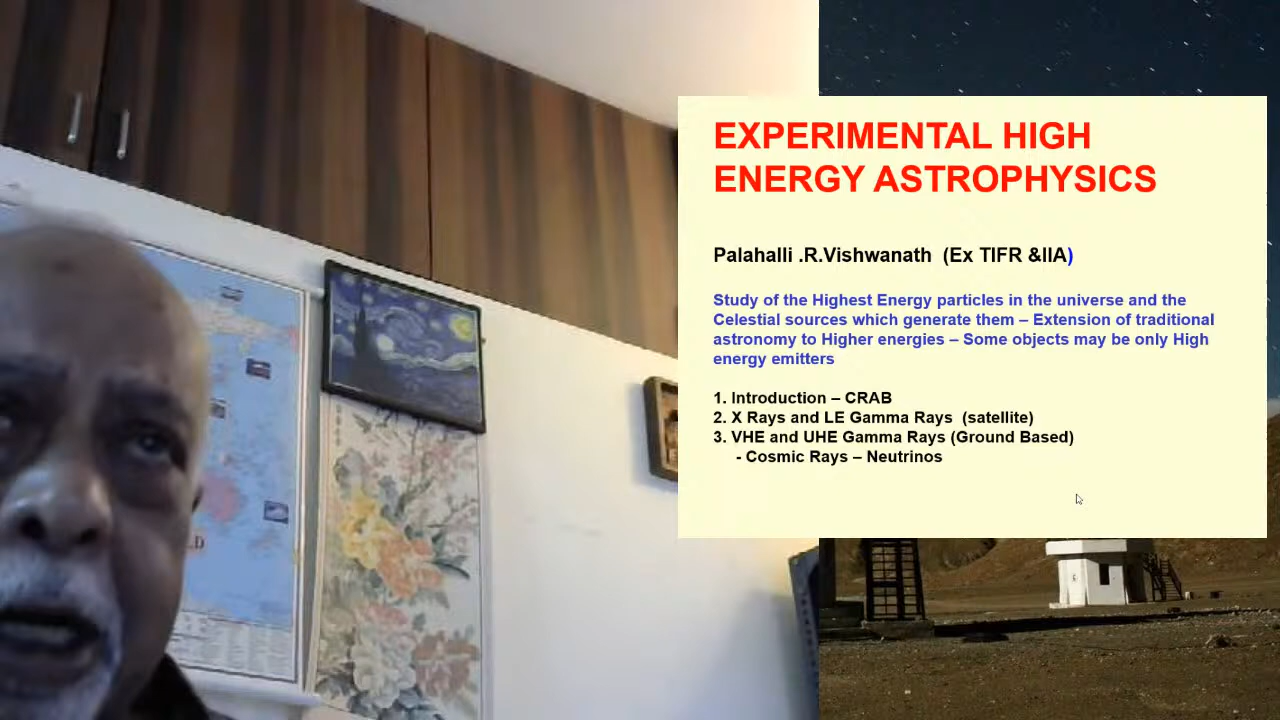 EXPERIMENTAL HIGH
ENERGY ASTROPHYSICS
Palahalli .R.Vishwanath (Ex TIFR &IIA)
Study of the Highest Energy particles in the universe and the
Celestial sources which generate them – Extension of traditional
astronomy to Higher energies – Some objects may be only High
energy emitters
1. Introduction – CRAB
2. X Rays and LE Gamma Rays (satellite)
3. VHE and UHE Gamma Rays (Ground Based)
- Cosmic Rays – Neutrinos